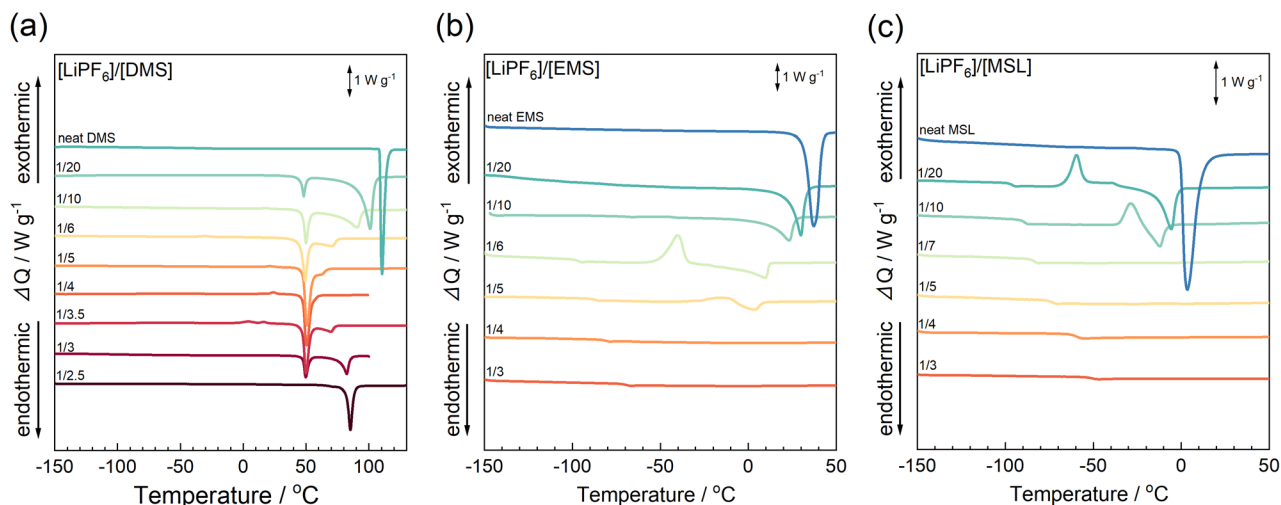 (a)
[LiPF₆]/[DMS]
1 W g⁻¹
exothermic
endothermic
ΔQ / W g⁻¹
neat DMS
1/20
1/10
1/6
1/5
1/4
1/3.5
1/3
1/2.5
-150 -100 -50 0 50 100
Temperature / °C
(b)
[LiPF₆]/[EMS]
1 W g⁻¹
exothermic
endothermic
ΔQ / W g⁻¹
neat EMS
1/20
1/10
1/6
1/5
1/4
1/3
-150 -100 -50 0 50
Temperature / °C
(c)
[LiPF₆]/[MSL]
1 W g⁻¹
exothermic
endothermic
ΔQ / W g⁻¹
neat MSL
1/20
1/10
1/7
1/5
1/4
1/3
-150 -100 -50 0 50
Temperature / °C